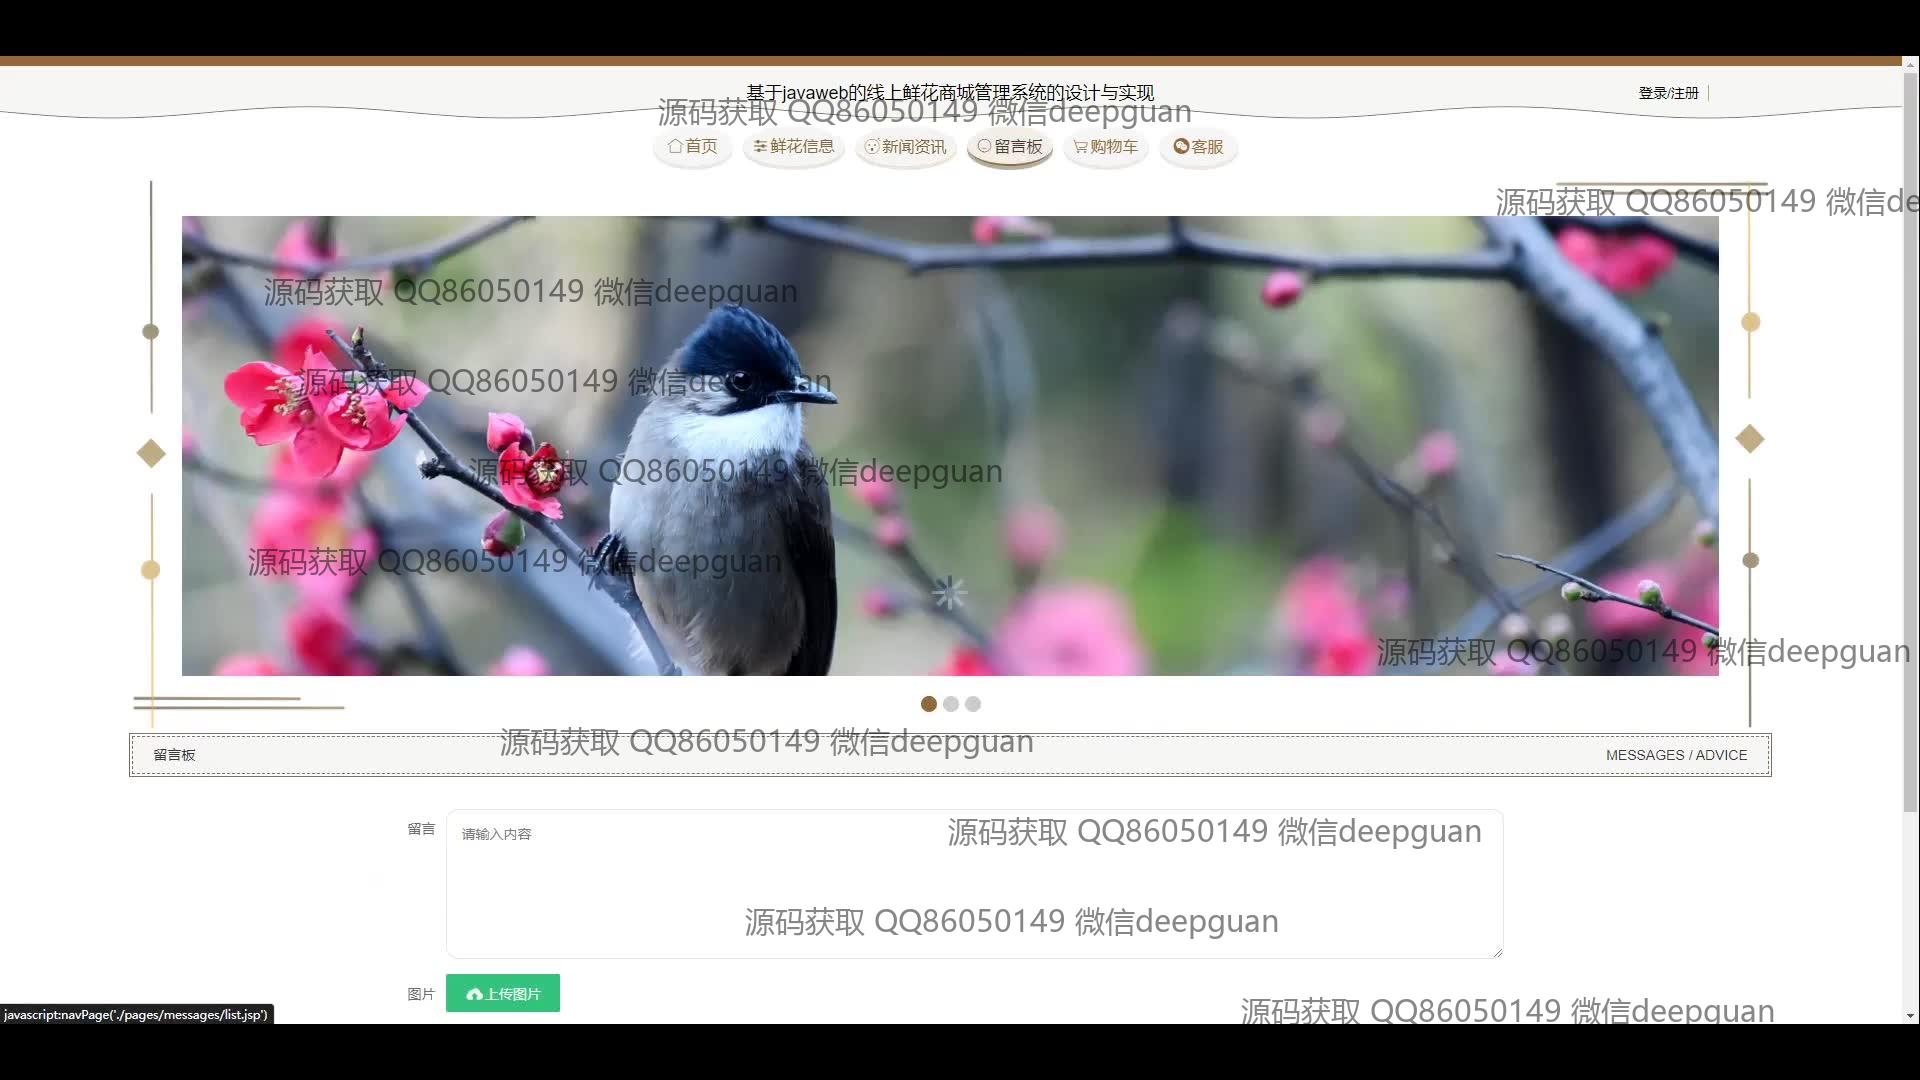 基于javaweb的线上鲜花商城管理系统的设计与实现
登录/注册
源码获取 QQ86050149 微信deepguan
首页 鲜花信息 新闻资讯 留言板 购物车 客服
源码获取 QQ86050149 微信de
源码获取 QQ86050149 微信deepguan
源码获取 QQ86050149 微信deepguan
源码获取 QQ86050149 微信deepguan
源码获取 QQ86050149 微信deepguan
源码获取 QQ86050149 微信deepguan
源码获取 QQ86050149 微信deepguan
留言板
MESSAGES / ADVICE
留言
请输入内容
源码获取 QQ86050149 微信deepguan
源码获取 QQ86050149 微信deepguan
图片
上传图片
源码获取 QQ86050149 微信deepguan
javascript:navPage('./pages/messages/list.jsp')